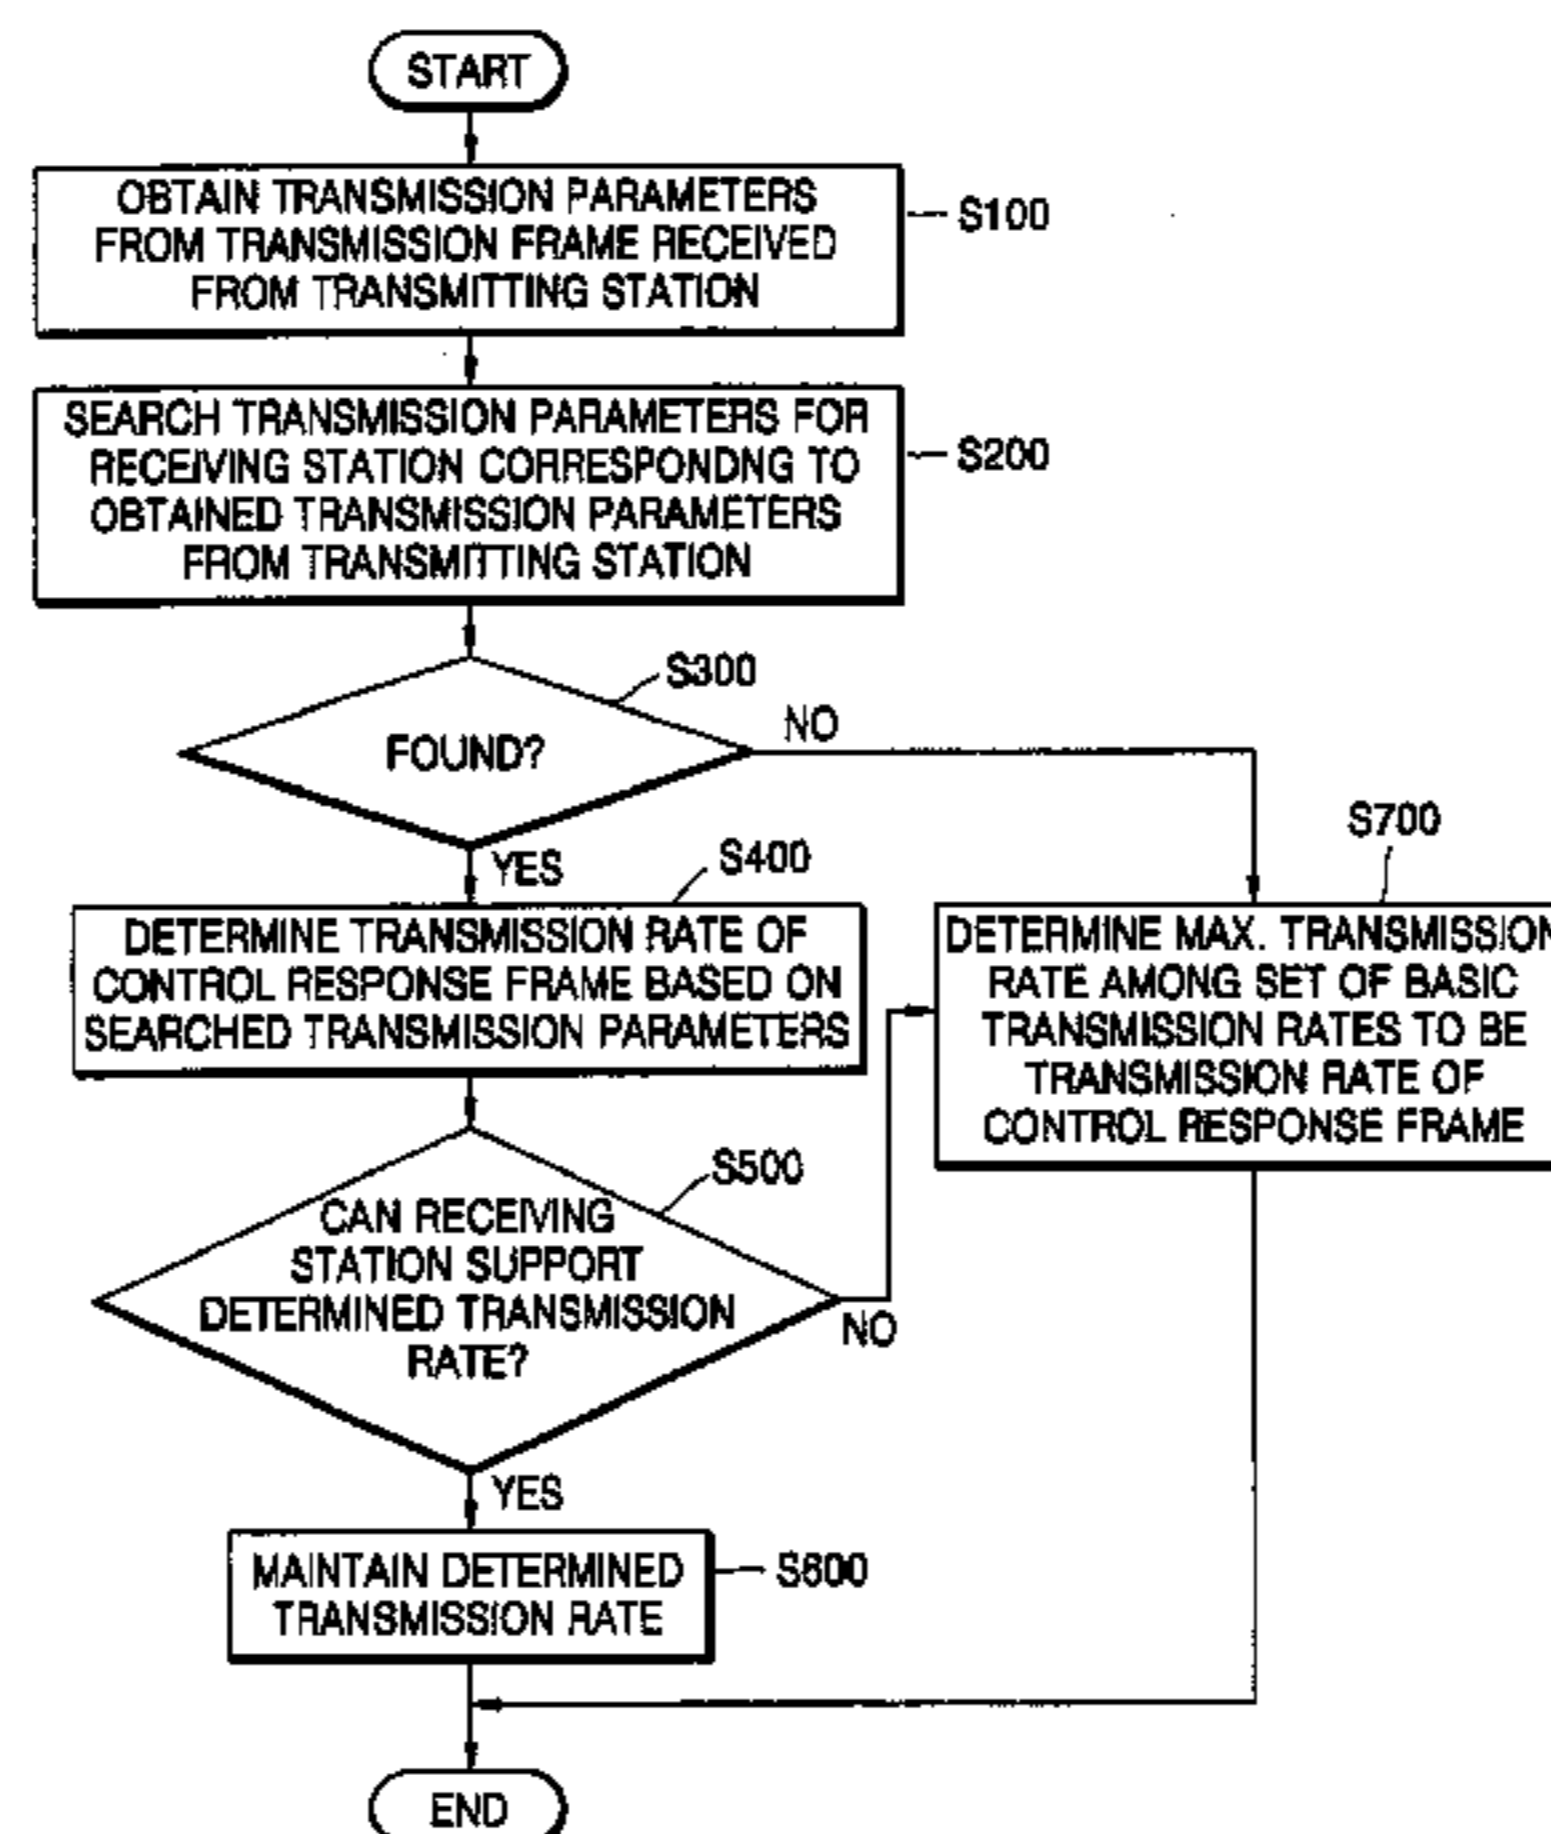 START
OBTAIN TRANSMISSION PARAMETERS
FROM TRANSMISSION FRAME RECEIVED
FROM TRANSMITTING STATION
S100
SEARCH TRANSMISSION PARAMETERS FOR
RECEIVING STATION CORRESPONDNG TO
OBTAINED TRANSMISSION PARAMETERS
FROM TRANSMITTING STATION
S200
S300
FOUND?
NO
YES
S400
DETERMINE TRANSMISSION RATE OF
CONTROL RESPONSE FRAME BASED ON
SEARCHED TRANSMISSION PARAMETERS
S700
DETERMINE MAX. TRANSMISSION
RATE AMONG SET OF BASIC
TRANSMISSION RATES TO BE
TRANSMISSION RATE OF
CONTROL RESPONSE FRAME
S500
CAN RECEIVING
STATION SUPPORT
DETERMINED TRANSMISSION
RATE?
NO
YES
MAINTAIN DETERMINED
TRANSMISSION RATE
S600
END